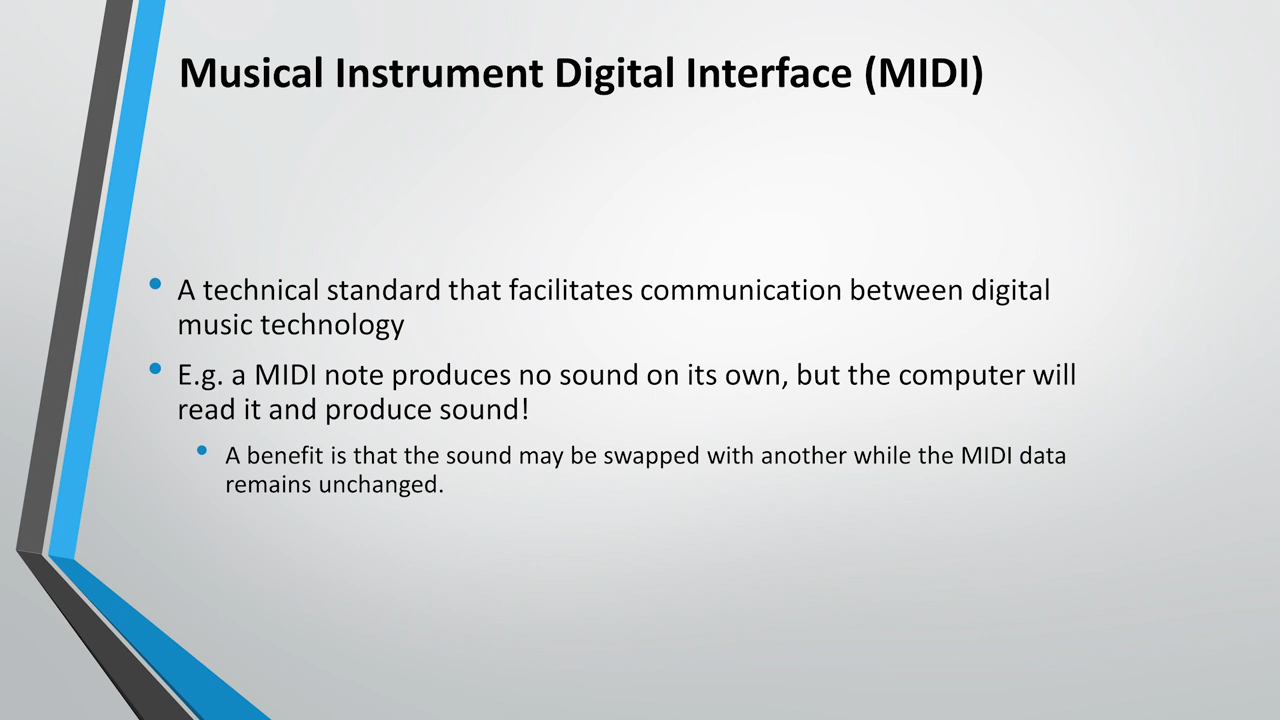 Musical Instrument Digital Interface (MIDI)
• A technical standard that facilitates communication between digital
music technology
• E.g. a MIDI note produces no sound on its own, but the computer will
read it and produce sound!
• A benefit is that the sound may be swapped with another while the MIDI data
remains unchanged.